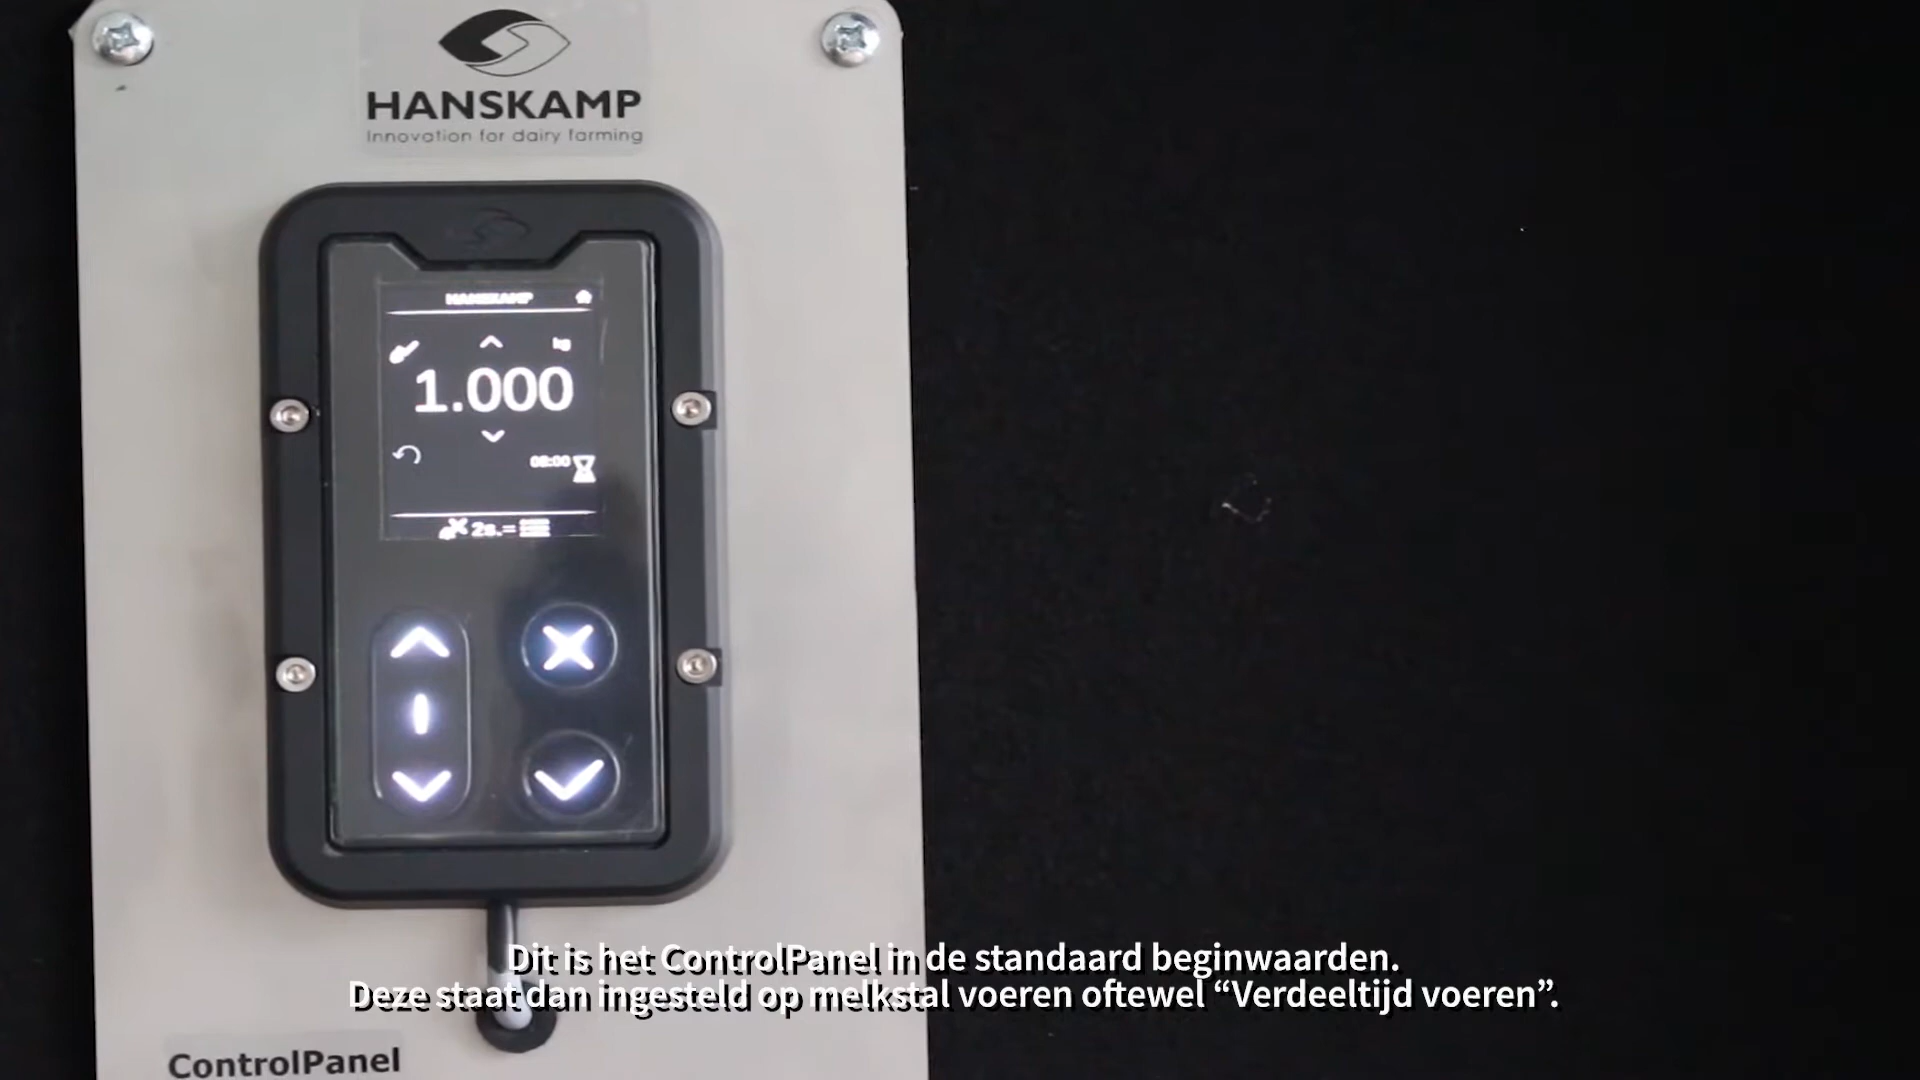 HANSKAMP
Innovation for dairy farming
HANSKAMP
kg
1.000
08:00
2s.=
Dit is het ControlPanel in de standaard beginwaarden.
Deze staat dan ingesteld op melkstal voeren oftewel “Verdeeltijd voeren”.
ControlPanel